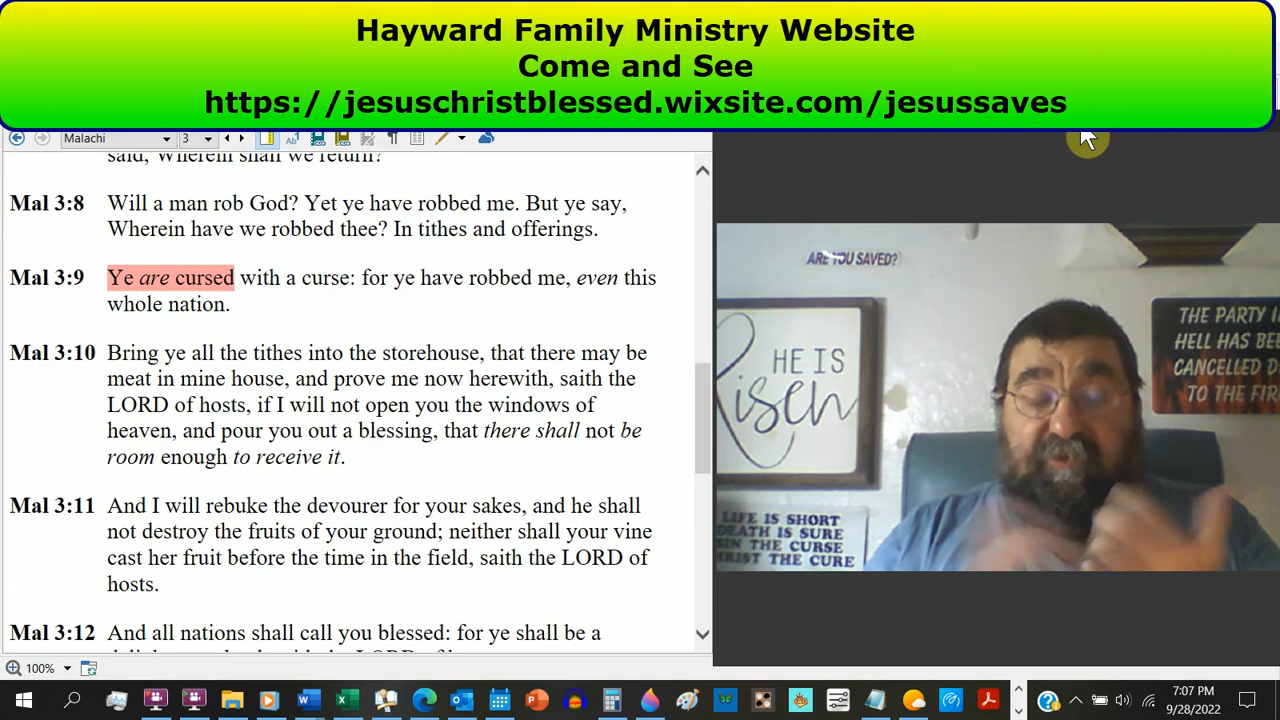 Hayward Family Ministry Website
Come and See
https://jesuschristblessed.wixsite.com/jesussaves
Malachi
3
said, Wherein shall we return?
Mal 3:8 Will a man rob God? Yet ye have robbed me. But ye say,
Wherein have we robbed thee? In tithes and offerings.
Mal 3:9 Ye are cursed with a curse: for ye have robbed me, even this
whole nation.
Mal 3:10 Bring ye all the tithes into the storehouse, that there may be
meat in mine house, and prove me now herewith, saith the
LORD of hosts, if I will not open you the windows of
heaven, and pour you out a blessing, that there shall not be
room enough to receive it.
Mal 3:11 And I will rebuke the devourer for your sakes, and he shall
not destroy the fruits of your ground; neither shall your vine
cast her fruit before the time in the field, saith the LORD of
hosts.
Mal 3:12 And all nations shall call you blessed: for ye shall be a
100%
ARE YOU SAVED?
HE IS
Risen
THE PARTY I
HELL HAS BEE
CANCELLED D
TO THE FIR
LIFE IS SHORT
DEATH IS SURE
SIN THE CURSE
CHRIST THE CURE
7:07 PM
9/28/2022